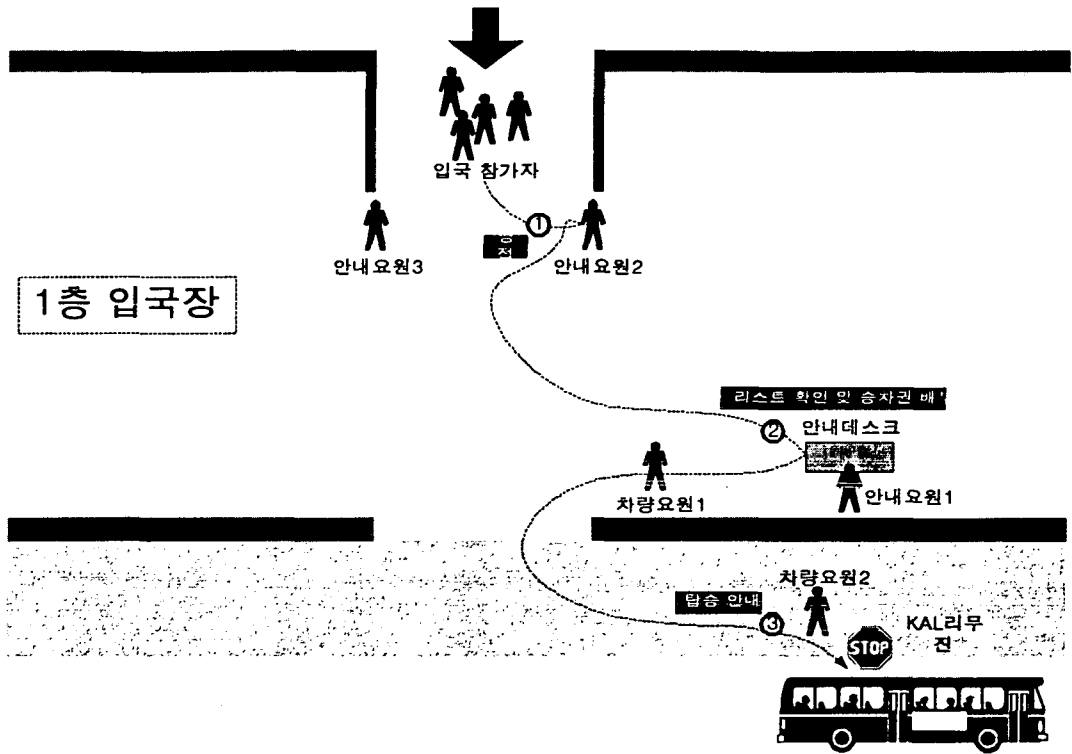 입국 참가자
①
안내요원3
안내요원2
1층 입국장
리스트 확인 및 승차권 배
②
안내데스크
차량요원1
안내요원1
차량요원2
탑승 안내
③
KAL리무
진
STOP